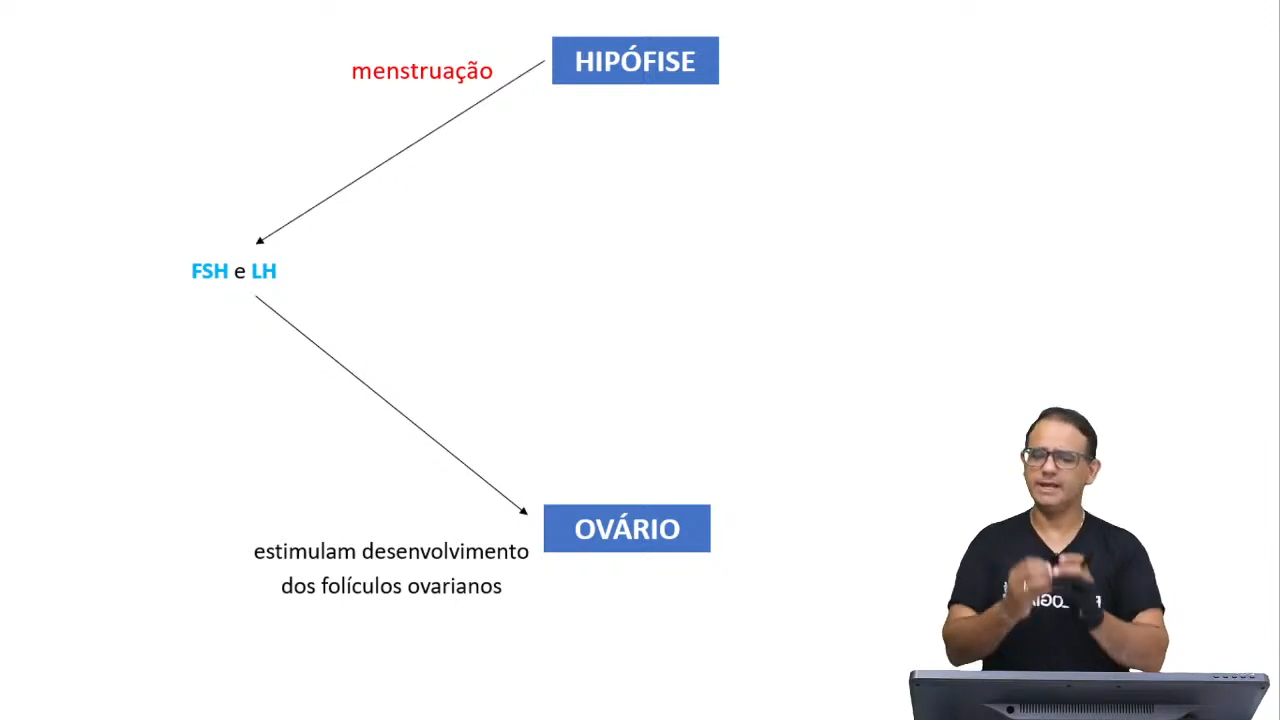 HIPÓFISE
menstruação
FSH e LH
OVÁRIO
estimulam desenvolvimento
dos folículos ovarianos